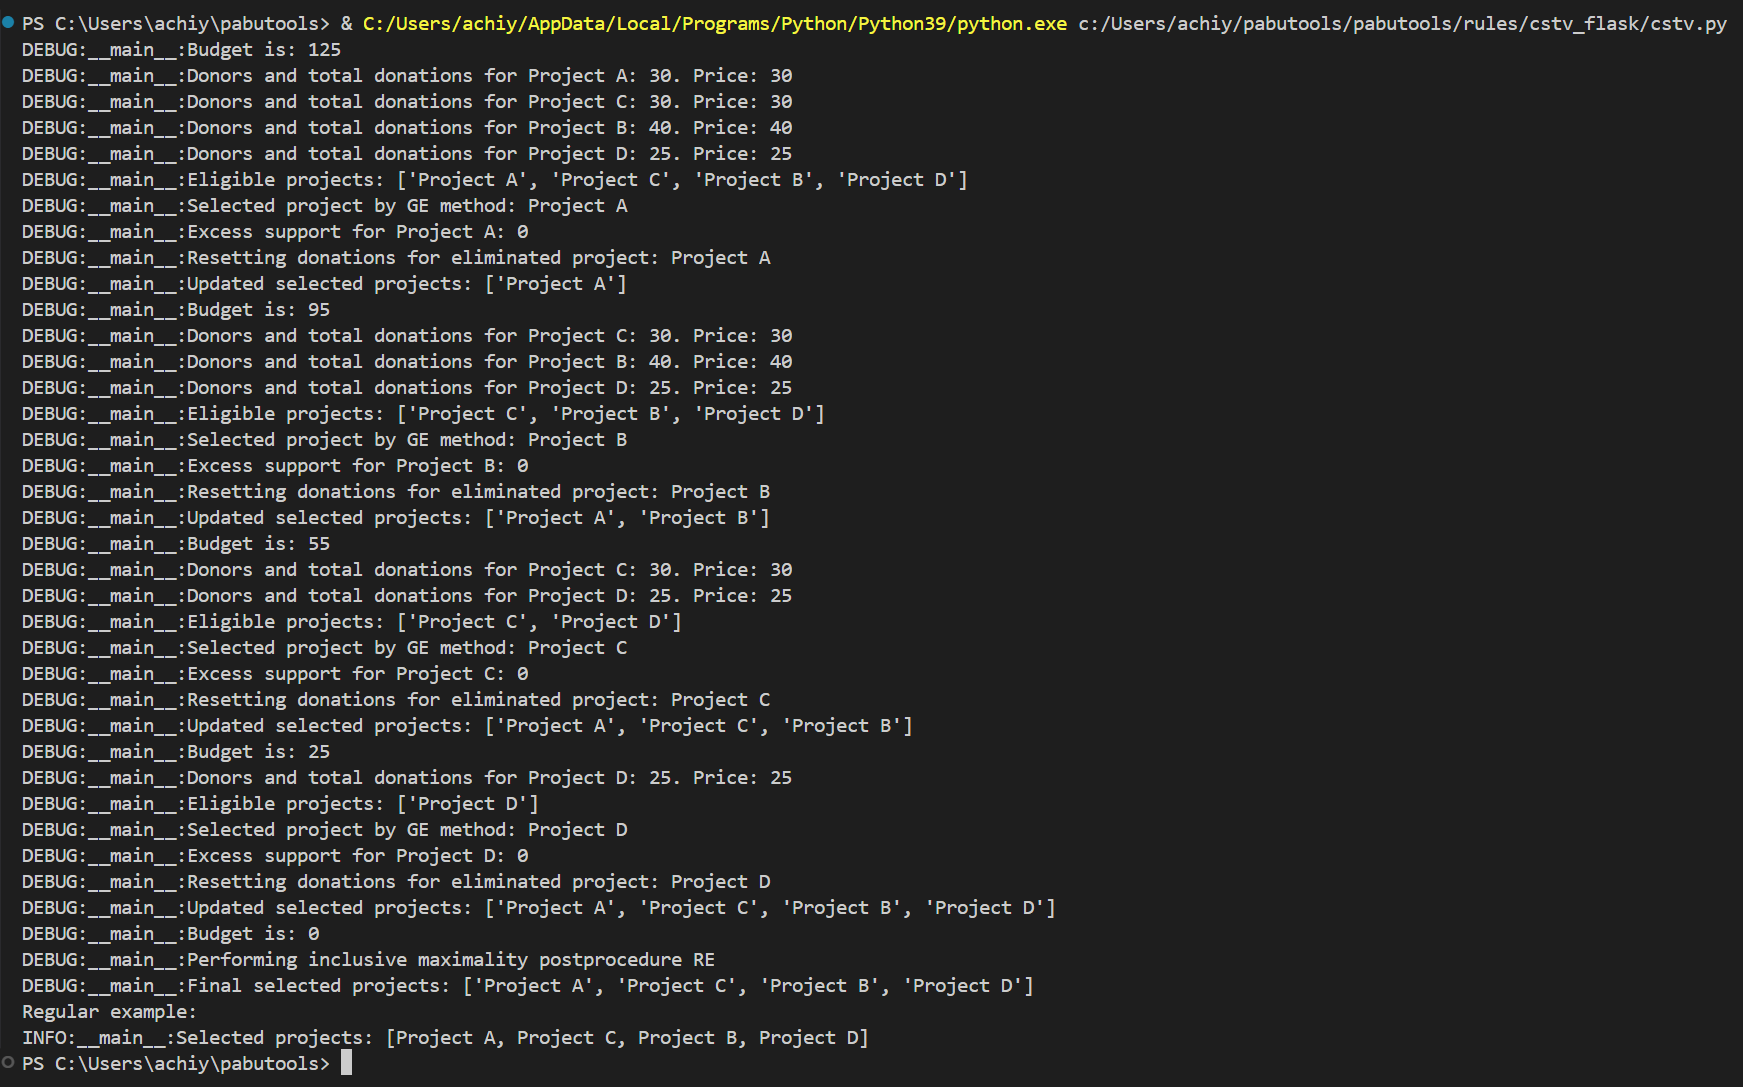 PS C:\Users\achiy\pabutools> & C:/Users/achiy/AppData/Local/Programs/Python/Python39/python.exe c:/Users/achiy/pabutools/pabutools/rules/cstv_flask/cstv.py
DEBUG:__main__:Budget is: 125
DEBUG:__main__:Donors and total donations for Project A: 30. Price: 30
DEBUG:__main__:Donors and total donations for Project C: 30. Price: 30
DEBUG:__main__:Donors and total donations for Project B: 40. Price: 40
DEBUG:__main__:Donors and total donations for Project D: 25. Price: 25
DEBUG:__main__:Eligible projects: ['Project A', 'Project C', 'Project B', 'Project D']
DEBUG:__main__:Selected project by GE method: Project A
DEBUG:__main__:Excess support for Project A: 0
DEBUG:__main__:Resetting donations for eliminated project: Project A
DEBUG:__main__:Updated selected projects: ['Project A']
DEBUG:__main__:Budget is: 95
DEBUG:__main__:Donors and total donations for Project C: 30. Price: 30
DEBUG:__main__:Donors and total donations for Project B: 40. Price: 40
DEBUG:__main__:Donors and total donations for Project D: 25. Price: 25
DEBUG:__main__:Eligible projects: ['Project C', 'Project B', 'Project D']
DEBUG:__main__:Selected project by GE method: Project B
DEBUG:__main__:Excess support for Project B: 0
DEBUG:__main__:Resetting donations for eliminated project: Project B
DEBUG:__main__:Updated selected projects: ['Project A', 'Project B']
DEBUG:__main__:Budget is: 55
DEBUG:__main__:Donors and total donations for Project C: 30. Price: 30
DEBUG:__main__:Donors and total donations for Project D: 25. Price: 25
DEBUG:__main__:Eligible projects: ['Project C', 'Project D']
DEBUG:__main__:Selected project by GE method: Project C
DEBUG:__main__:Excess support for Project C: 0
DEBUG:__main__:Resetting donations for eliminated project: Project C
DEBUG:__main__:Updated selected projects: ['Project A', 'Project C', 'Project B']
DEBUG:__main__:Budget is: 25
DEBUG:__main__:Donors and total donations for Project D: 25. Price: 25
DEBUG:__main__:Eligible projects: ['Project D']
DEBUG:__main__:Selected project by GE method: Project D
DEBUG:__main__:Excess support for Project D: 0
DEBUG:__main__:Resetting donations for eliminated project: Project D
DEBUG:__main__:Updated selected projects: ['Project A', 'Project C', 'Project B', 'Project D']
DEBUG:__main__:Budget is: 0
DEBUG:__main__:Performing inclusive maximality postprocedure RE
DEBUG:__main__:Final selected projects: ['Project A', 'Project C', 'Project B', 'Project D']
Regular example:
INFO:__main__:Selected projects: [Project A, Project C, Project B, Project D]
PS C:\Users\achiy\pabutools>